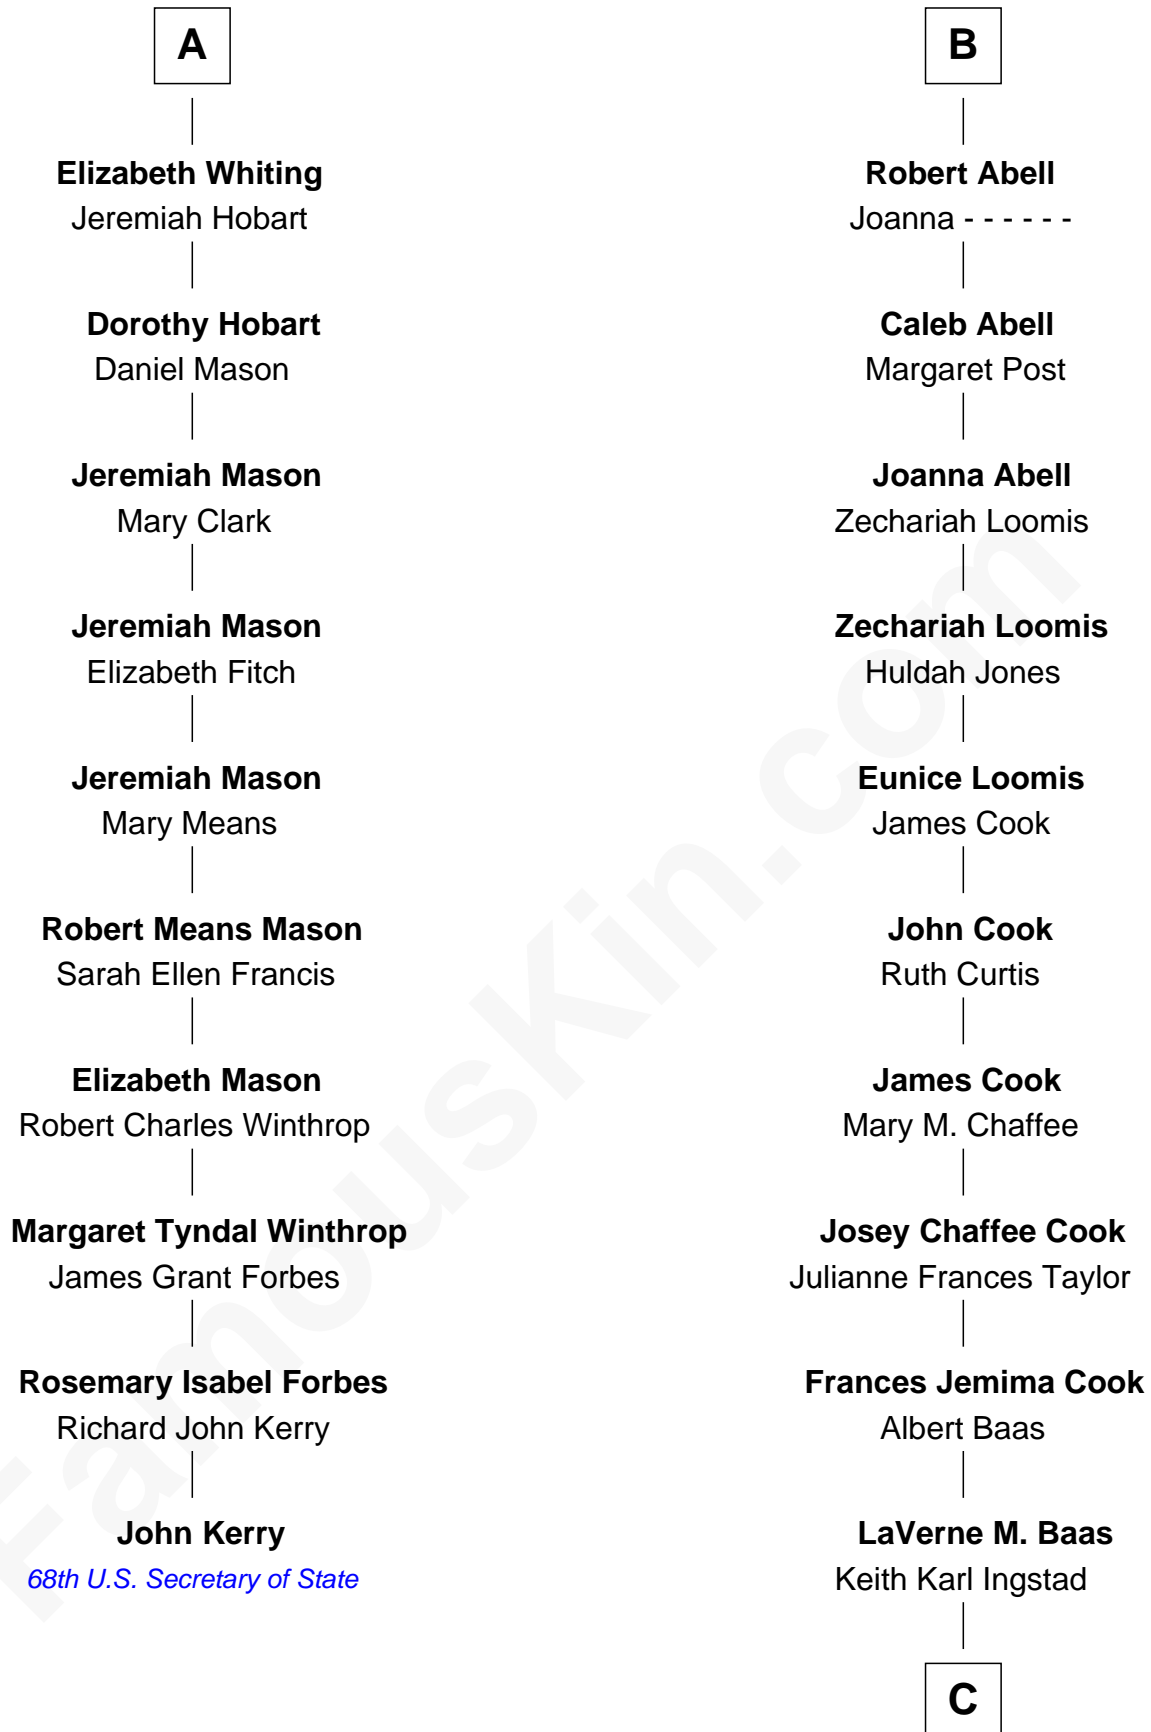 A
Elizabeth Whiting
Jeremiah Hobart
Dorothy Hobart
Daniel Mason
Jeremiah Mason
Mary Clark
Jeremiah Mason
Elizabeth Fitch
Jeremiah Mason
Mary Means
Robert Means Mason
Sarah Ellen Francis
Elizabeth Mason
Robert Charles Winthrop
Margaret Tyndal Winthrop
James Grant Forbes
Rosemary Isabel Forbes
Richard John Kerry
John Kerry
68th U.S. Secretary of State
B
Robert Abell
Joanna - - - - - -
Caleb Abell
Margaret Post
Joanna Abell
Zechariah Loomis
Zechariah Loomis
Huldah Jones
Eunice Loomis
James Cook
John Cook
Ruth Curtis
James Cook
Mary M. Chaffee
Josey Chaffee Cook
Julianne Frances Taylor
Frances Jemima Cook
Albert Baas
LaVerne M. Baas
Keith Karl Ingstad
C
FamousKin.com